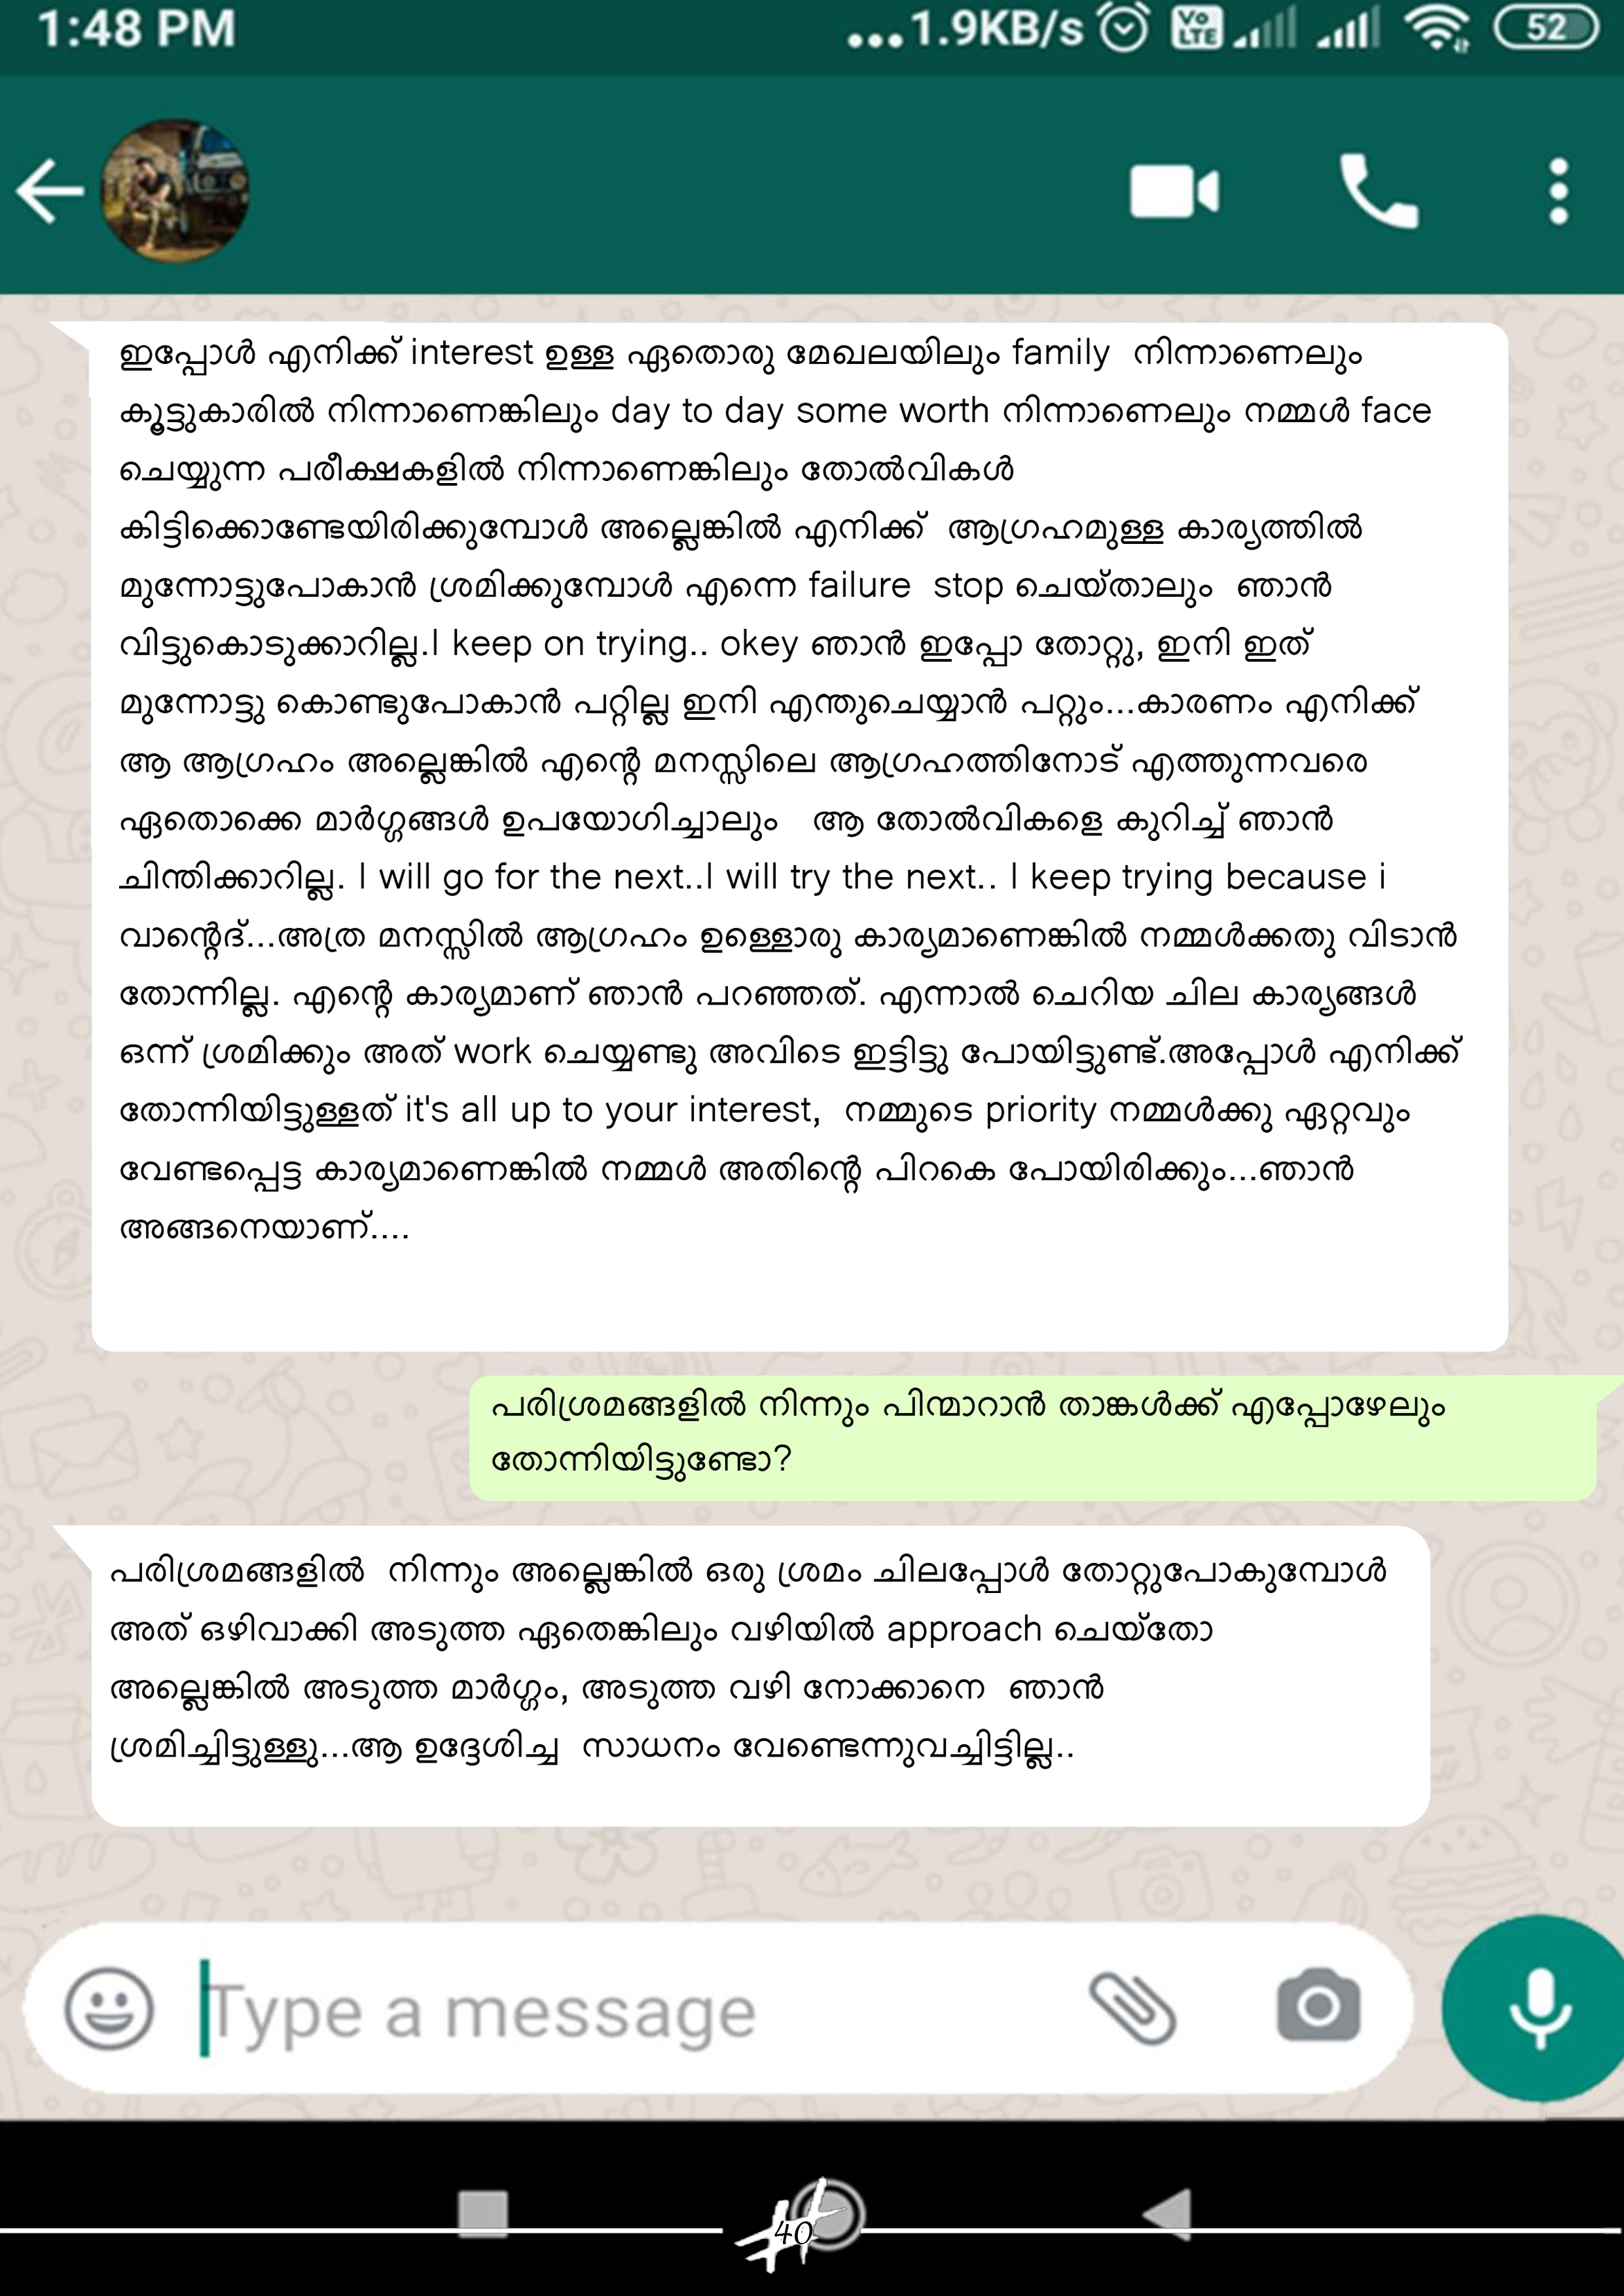 1:48 PM
...1.9KB/s VoLTE 52
ഇപ്പോൾ എനിക്ക് interest ഉള്ള ഏതൊരു മേഖലയിലും family നിന്നാണെലും
കൂട്ടുകാരിൽ നിന്നാണെങ്കിലും day to day some worth നിന്നാണെലും നമ്മൾ face
ചെയ്യുന്ന പരീക്ഷകളിൽ നിന്നാണെങ്കിലും തോൽവികൾ
കിട്ടിക്കൊണ്ടേയിരിക്കുമ്പോൾ അല്ലെങ്കിൽ എനിക്ക് ആഗ്രഹമുള്ള കാര്യത്തിൽ
മുന്നോട്ടുപോകാൻ ശ്രമിക്കുമ്പോൾ എന്നെ failure stop ചെയ്താലും ഞാൻ
വിട്ടുകൊടുക്കാറില്ല.I keep on trying.. okey ഞാൻ ഇപ്പോ തോറ്റു, ഇനി ഇത്
മുന്നോട്ടു കൊണ്ടുപോകാൻ പറ്റില്ല ഇനി എന്തുചെയ്യാൻ പറ്റും...കാരണം എനിക്ക്
ആ ആഗ്രഹം അല്ലെങ്കിൽ എന്റെ മനസ്സിലെ ആഗ്രഹത്തിനോട് എത്തുന്നവരെ
ഏതൊക്കെ മാർഗ്ഗങ്ങൾ ഉപയോഗിച്ചാലും ആ തോൽവികളെ കുറിച്ച് ഞാൻ
ചിന്തിക്കാറില്ല. I will go for the next..I will try the next.. I keep trying because i
വാന്റെദ്...അത്ര മനസ്സിൽ ആഗ്രഹം ഉള്ളൊരു കാര്യമാണെങ്കിൽ നമ്മൾക്കതു വിടാൻ
തോന്നില്ല. എന്റെ കാര്യമാണ് ഞാൻ പറഞ്ഞത്. എന്നാൽ ചെറിയ ചില കാര്യങ്ങൾ
ഒന്ന് ശ്രമിക്കും അത് work ചെയ്യണ്ടു അവിടെ ഇട്ടിട്ടു പോയിട്ടുണ്ട്.അപ്പോൾ എനിക്ക്
തോന്നിയിട്ടുള്ളത് it's all up to your interest, നമ്മുടെ priority നമ്മൾക്കു ഏറ്റവും
വേണ്ടപ്പെട്ട കാര്യമാണെങ്കിൽ നമ്മൾ അതിന്റെ പിറകെ പോയിരിക്കും...ഞാൻ
അങ്ങനെയാണ്....
പരിശ്രമങ്ങളിൽ നിന്നും പിന്മാറാൻ താങ്കൾക്ക് എപ്പോഴേലും
തോന്നിയിട്ടുണ്ടോ?
പരിശ്രമങ്ങളിൽ നിന്നും അല്ലെങ്കിൽ ഒരു ശ്രമം ചിലപ്പോൾ തോറ്റുപോകുമ്പോൾ
അത് ഒഴിവാക്കി അടുത്ത ഏതെങ്കിലും വഴിയിൽ approach ചെയ്തോ
അല്ലെങ്കിൽ അടുത്ത മാർഗ്ഗം, അടുത്ത വഴി നോക്കാനെ ഞാൻ
ശ്രമിച്ചിട്ടുള്ളു...ആ ഉദ്ദേശിച്ച സാധനം വേണ്ടെന്നുവച്ചിട്ടില്ല..
Type a message
40